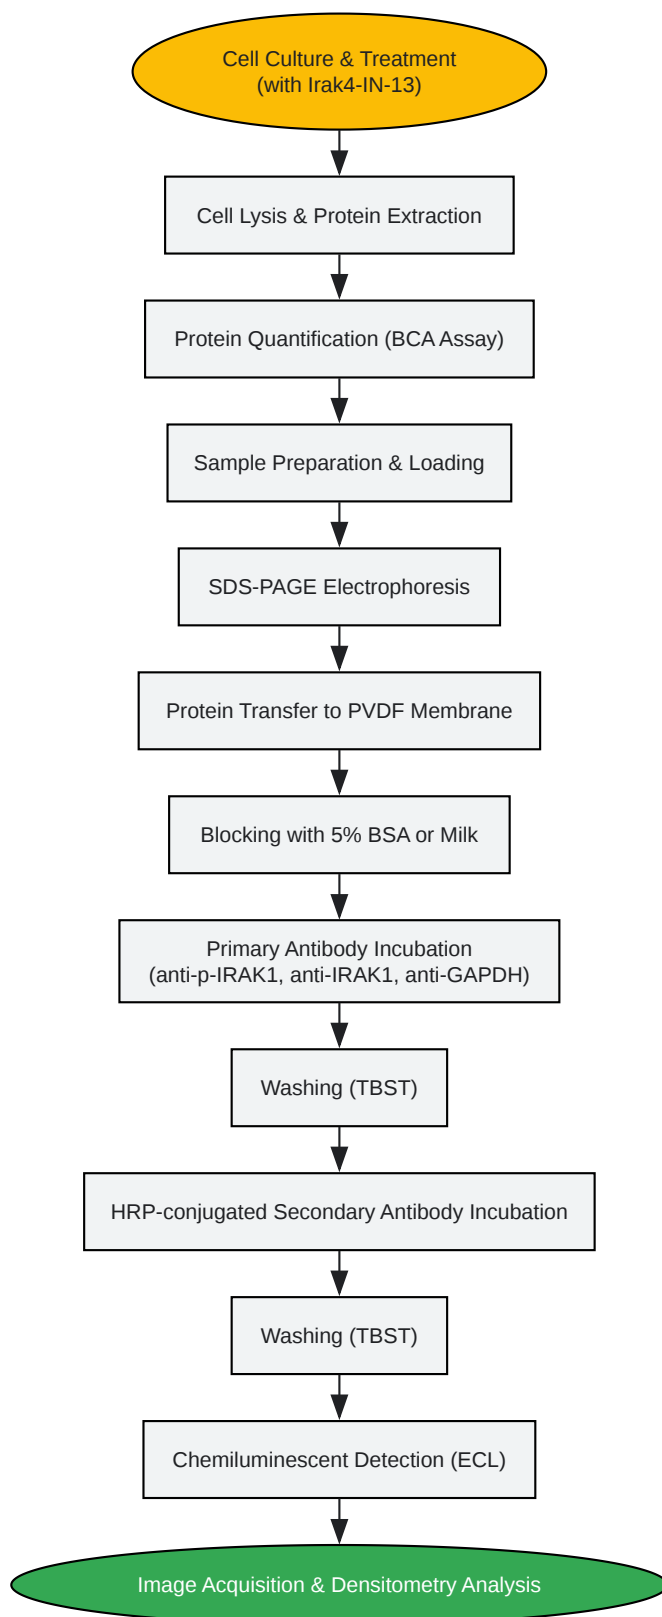 Cell Culture & Treatment
(with Irak4-IN-13)
Cell Lysis & Protein Extraction
Protein Quantification (BCA Assay)
Sample Preparation & Loading
SDS-PAGE Electrophoresis
Protein Transfer to PVDF Membrane
Blocking with 5% BSA or Milk
Primary Antibody Incubation
(anti-p-IRAK1, anti-IRAK1, anti-GAPDH)
Washing (TBST)
HRP-conjugated Secondary Antibody Incubation
Washing (TBST)
Chemiluminescent Detection (ECL)
Image Acquisition & Densitometry Analysis